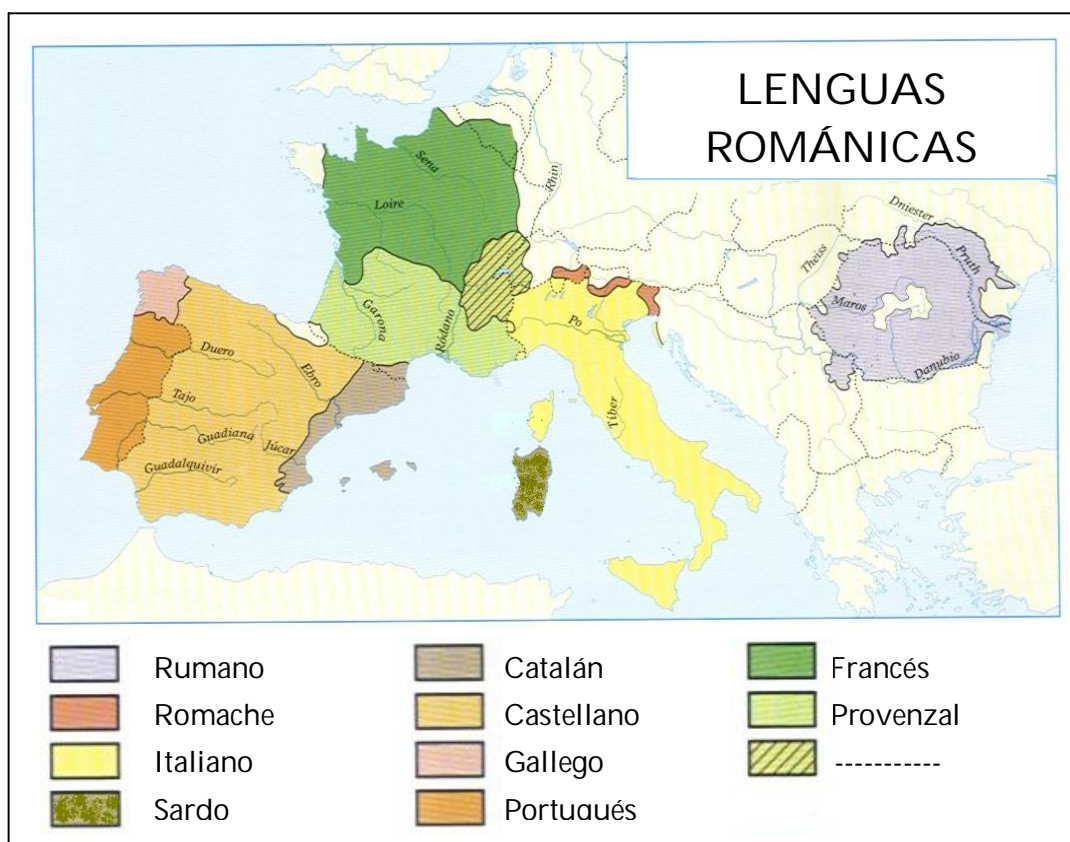 LENGUAS
ROMÁNICAS
Sena
Rhin
Loire
Dniester
Theiss
Pruth
Maros
Garona
Ródano
Po
Danubio
Duero
Ebro
Tajo
Tíber
Guadiana
Júcar
Guadalquivir
Rumano
Romache
Italiano
Sardo
Catalán
Castellano
Gallego
Portugués
Francés
Provenzal
-----------